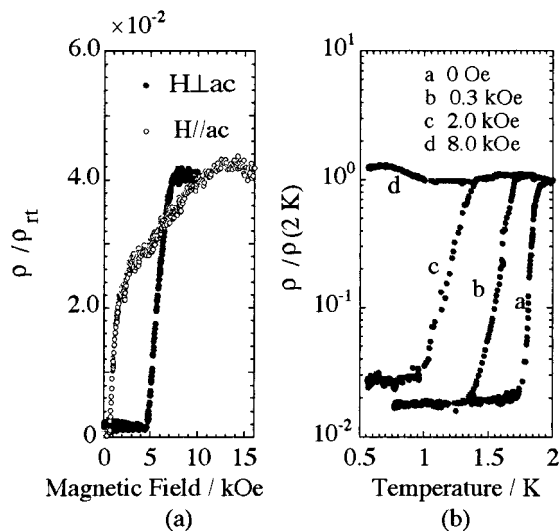 ×10⁻²
6.0
4.0
2.0
0
ρ / ρrt
● H⊥ac
○ H//ac
0 5 10 15
Magnetic Field / kOe
(a)
10¹
10⁰
10⁻¹
10⁻²
ρ / ρ(2 K)
a 0 Oe
b 0.3 kOe
c 2.0 kOe
d 8.0 kOe
d
c
b
a
0.5 1 1.5 2
Temperature / K
(b)